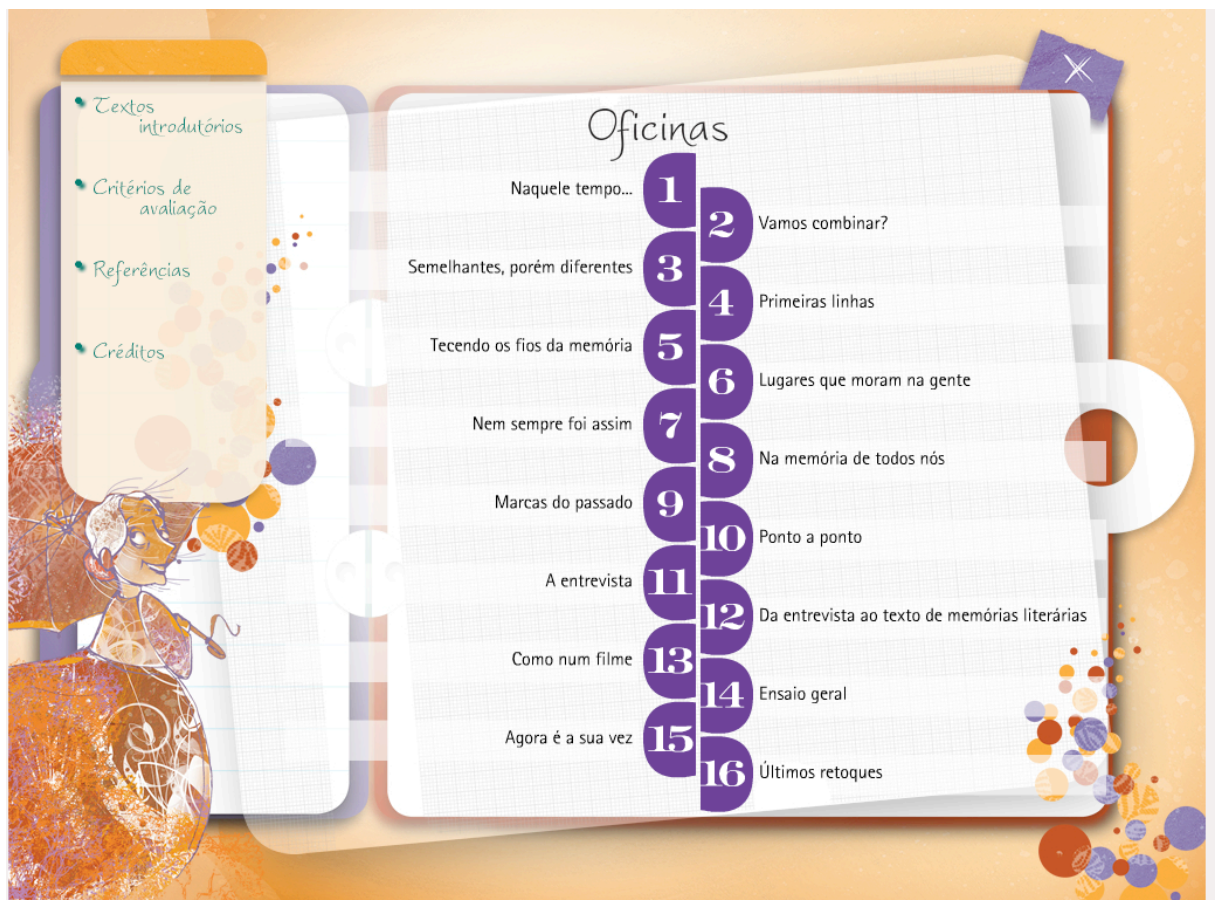 Textos
introdutórios
Critérios de
avaliação
Referências
Créditos
Oficinas
Naquele tempo... 1
2 Vamos combinar?
Semelhantes, porém diferentes 3
4 Primeiras linhas
Tecendo os fios da memória 5
6 Lugares que moram na gente
Nem sempre foi assim 7
8 Na memória de todos nós
Marcas do passado 9
10 Ponto a ponto
A entrevista 11
12 Da entrevista ao texto de memórias literárias
Como num filme 13
14 Ensaio geral
Agora é a sua vez 15
16 Últimos retoques